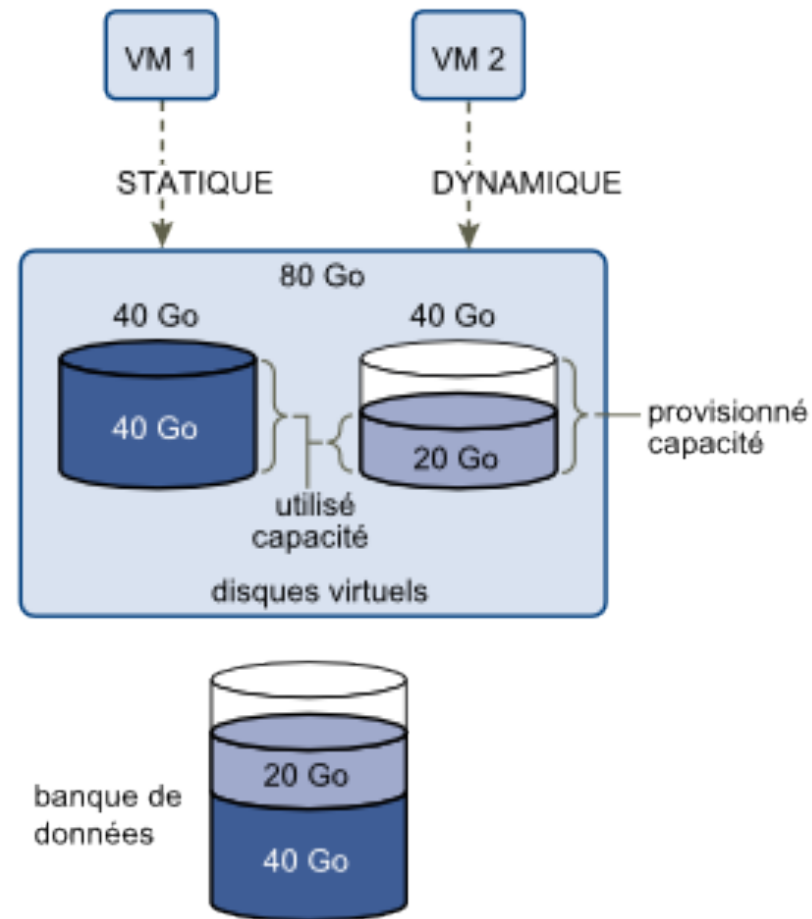 VM 1
VM 2
STATIQUE
DYNAMIQUE
80 Go
40 Go
40 Go
40 Go
20 Go
provisionné
capacité
utilisé
capacité
disques virtuels
20 Go
banque de
données
40 Go